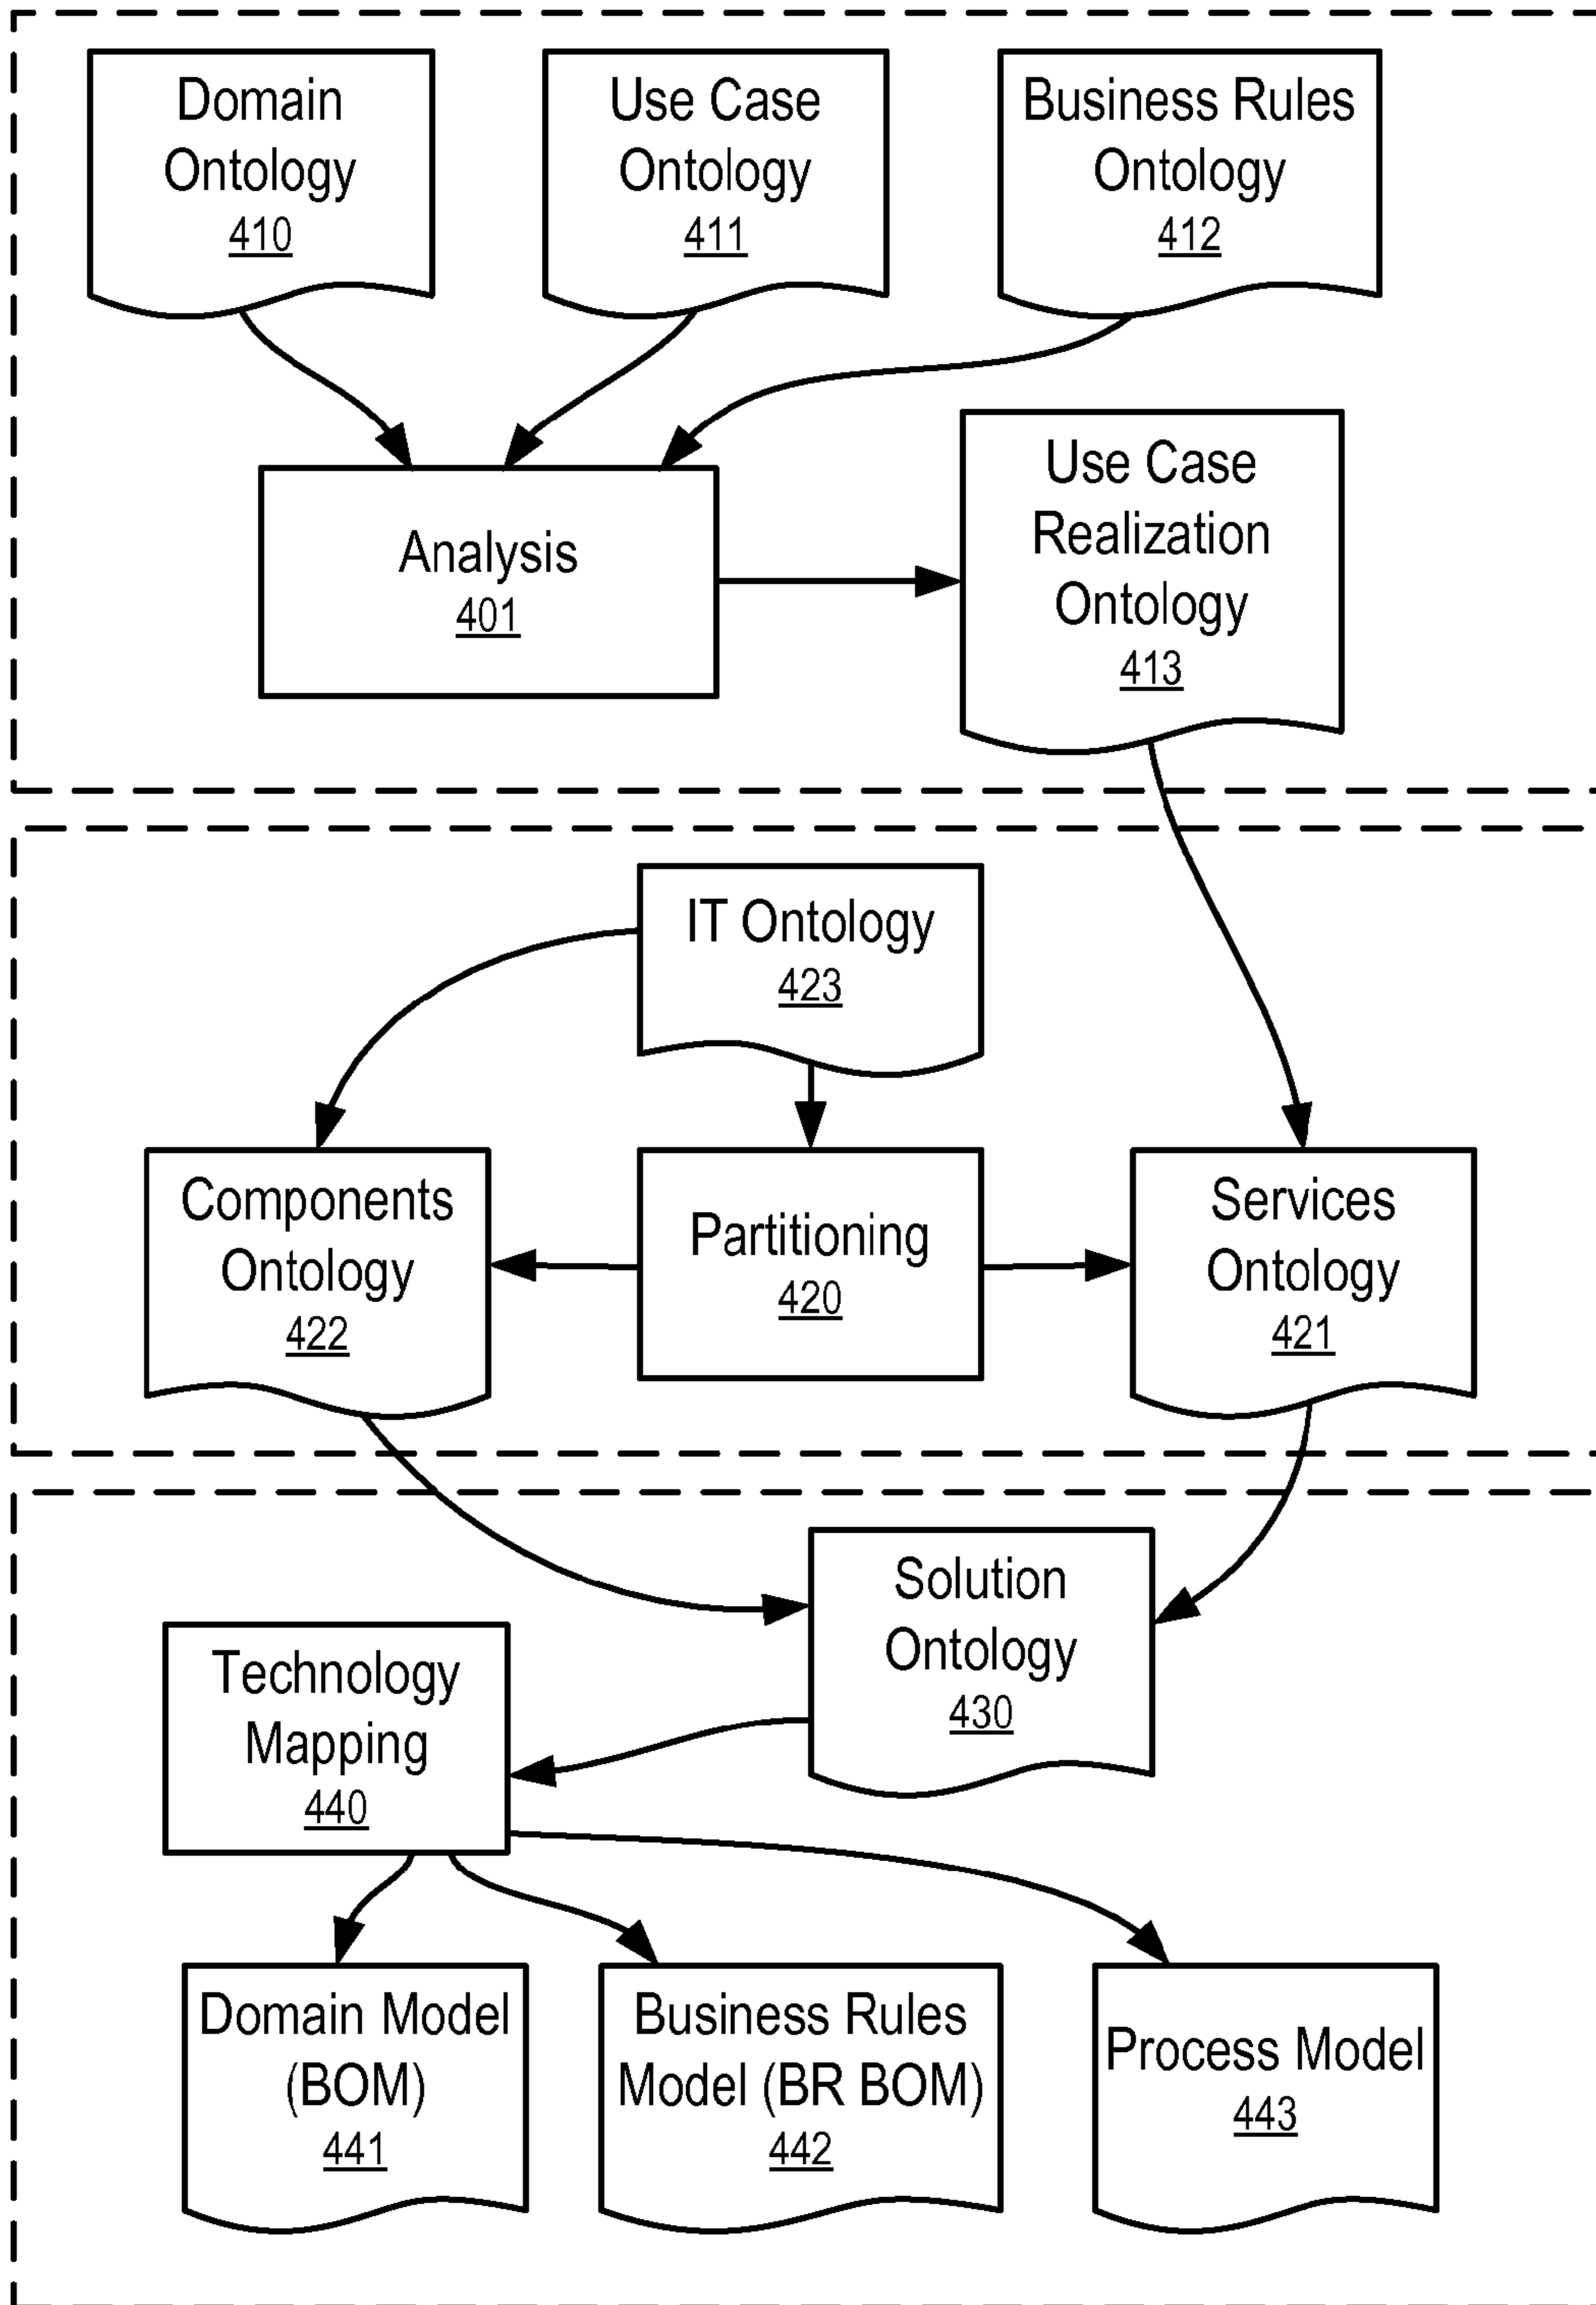 Domain
Ontology
410
Use Case
Ontology
411
Business Rules
Ontology
412
Analysis
401
Use Case
Realization
Ontology
413
IT Ontology
423
Components
Ontology
422
Partitioning
420
Services
Ontology
421
Solution
Ontology
430
Technology
Mapping
440
Domain Model
(BOM)
441
Business Rules
Model (BR BOM)
442
Process Model
443